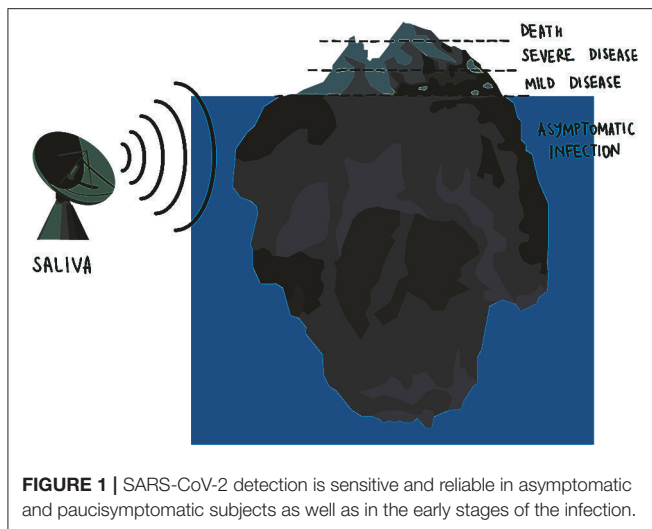 DEATH
SEVERE DISEASE
MILD DISEASE
ASYMPTOMATIC
INFECTION
SALIVA
FIGURE 1 | SARS-CoV-2 detection is sensitive and reliable in asymptomatic
and paucisymptomatic subjects as well as in the early stages of the infection.